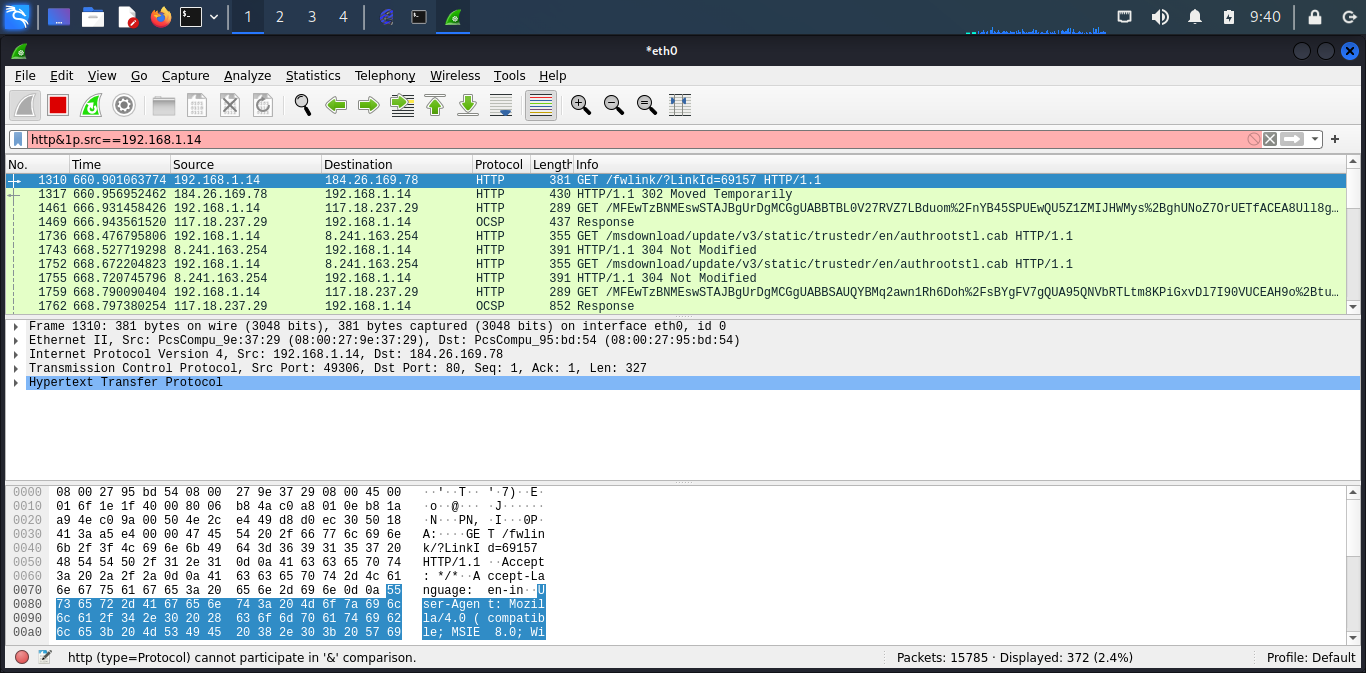 1 2 3 4 9:40
*eth0
File Edit View Go Capture Analyze Statistics Telephony Wireless Tools Help
http&1p.src==192.168.1.14
No. Time Source Destination Protocol Length Info
1310 660.901063774 192.168.1.14 184.26.169.78 HTTP 381 GET /fwlink/?LinkId=69157 HTTP/1.1
1317 660.956952462 184.26.169.78 192.168.1.14 HTTP 430 HTTP/1.1 302 Moved Temporarily
1461 666.931458426 192.168.1.14 117.18.237.29 HTTP 289 GET /MFEwTzBNMEswSTAJBgUrDgMCGgUABBTBL0V27RVZ7LBduom%2FnYB45SPUEwQU5Z1ZMIJHWMys%2BghUNoZ7OrUETfACEA8Ull8g…
1469 666.943561520 117.18.237.29 192.168.1.14 OCSP 437 Response
1736 668.476795806 192.168.1.14 8.241.163.254 HTTP 355 GET /msdownload/update/v3/static/trustedr/en/authrootstl.cab HTTP/1.1
1743 668.527719298 8.241.163.254 192.168.1.14 HTTP 391 HTTP/1.1 304 Not Modified
1752 668.672204823 192.168.1.14 8.241.163.254 HTTP 355 GET /msdownload/update/v3/static/trustedr/en/authrootstl.cab HTTP/1.1
1755 668.720745796 8.241.163.254 192.168.1.14 HTTP 391 HTTP/1.1 304 Not Modified
1759 668.790090404 192.168.1.14 117.18.237.29 HTTP 289 GET /MFEwTzBNMEswSTAJBgUrDgMCGgUABBSAUQYBMq2awn1Rh6Doh%2FsBYgFV7gQUA95QNVbRTLtm8KPiGxvDl7I90VUCEAH9o%2Btu…
1762 668.797380254 117.18.237.29 192.168.1.14 OCSP 852 Response
Frame 1310: 381 bytes on wire (3048 bits), 381 bytes captured (3048 bits) on interface eth0, id 0
Ethernet II, Src: PcsCompu_9e:37:29 (08:00:27:9e:37:29), Dst: PcsCompu_95:bd:54 (08:00:27:95:bd:54)
Internet Protocol Version 4, Src: 192.168.1.14, Dst: 184.26.169.78
Transmission Control Protocol, Src Port: 49306, Dst Port: 80, Seq: 1, Ack: 1, Len: 327
Hypertext Transfer Protocol
0000 08 00 27 95 bd 54 08 00 27 9e 37 29 08 00 45 00 ··'··T·· '·7)··E·
0010 01 6f 1e 1f 40 00 80 06 b8 4a c0 a8 01 0e b8 1a ·o··@··· ·J······
0020 a9 4e c0 9a 00 50 4e 2c e4 49 d8 d0 ec 30 50 18 ·N···PN, ·I···0P·
0030 41 3a a5 e4 00 00 47 45 54 20 2f 66 77 6c 69 6e A:····GE T /fwlin
0040 6b 2f 3f 4c 69 6e 6b 49 64 3d 36 39 31 35 37 20 k/?LinkI d=69157
0050 48 54 54 50 2f 31 2e 31 0d 0a 41 63 63 65 70 74 HTTP/1.1 ··Accept
0060 3a 20 2a 2f 2a 0d 0a 41 63 63 65 70 74 2d 4c 61 : */*··A ccept-La
0070 6e 67 75 61 67 65 3a 20 65 6e 2d 69 6e 0d 0a 55 nguage: en-in··U
0080 73 65 72 2d 41 67 65 6e 74 3a 20 4d 6f 7a 69 6c ser-Agen t: Mozil
0090 6c 61 2f 34 2e 30 20 28 63 6f 6d 70 61 74 69 62 la/4.0 ( compatib
00a0 6c 65 3b 20 4d 53 49 45 20 38 2e 30 3b 20 57 69 le; MSIE 8.0; Wi
http (type=Protocol) cannot participate in '&' comparison. Packets: 15785 · Displayed: 372 (2.4%) Profile: Default